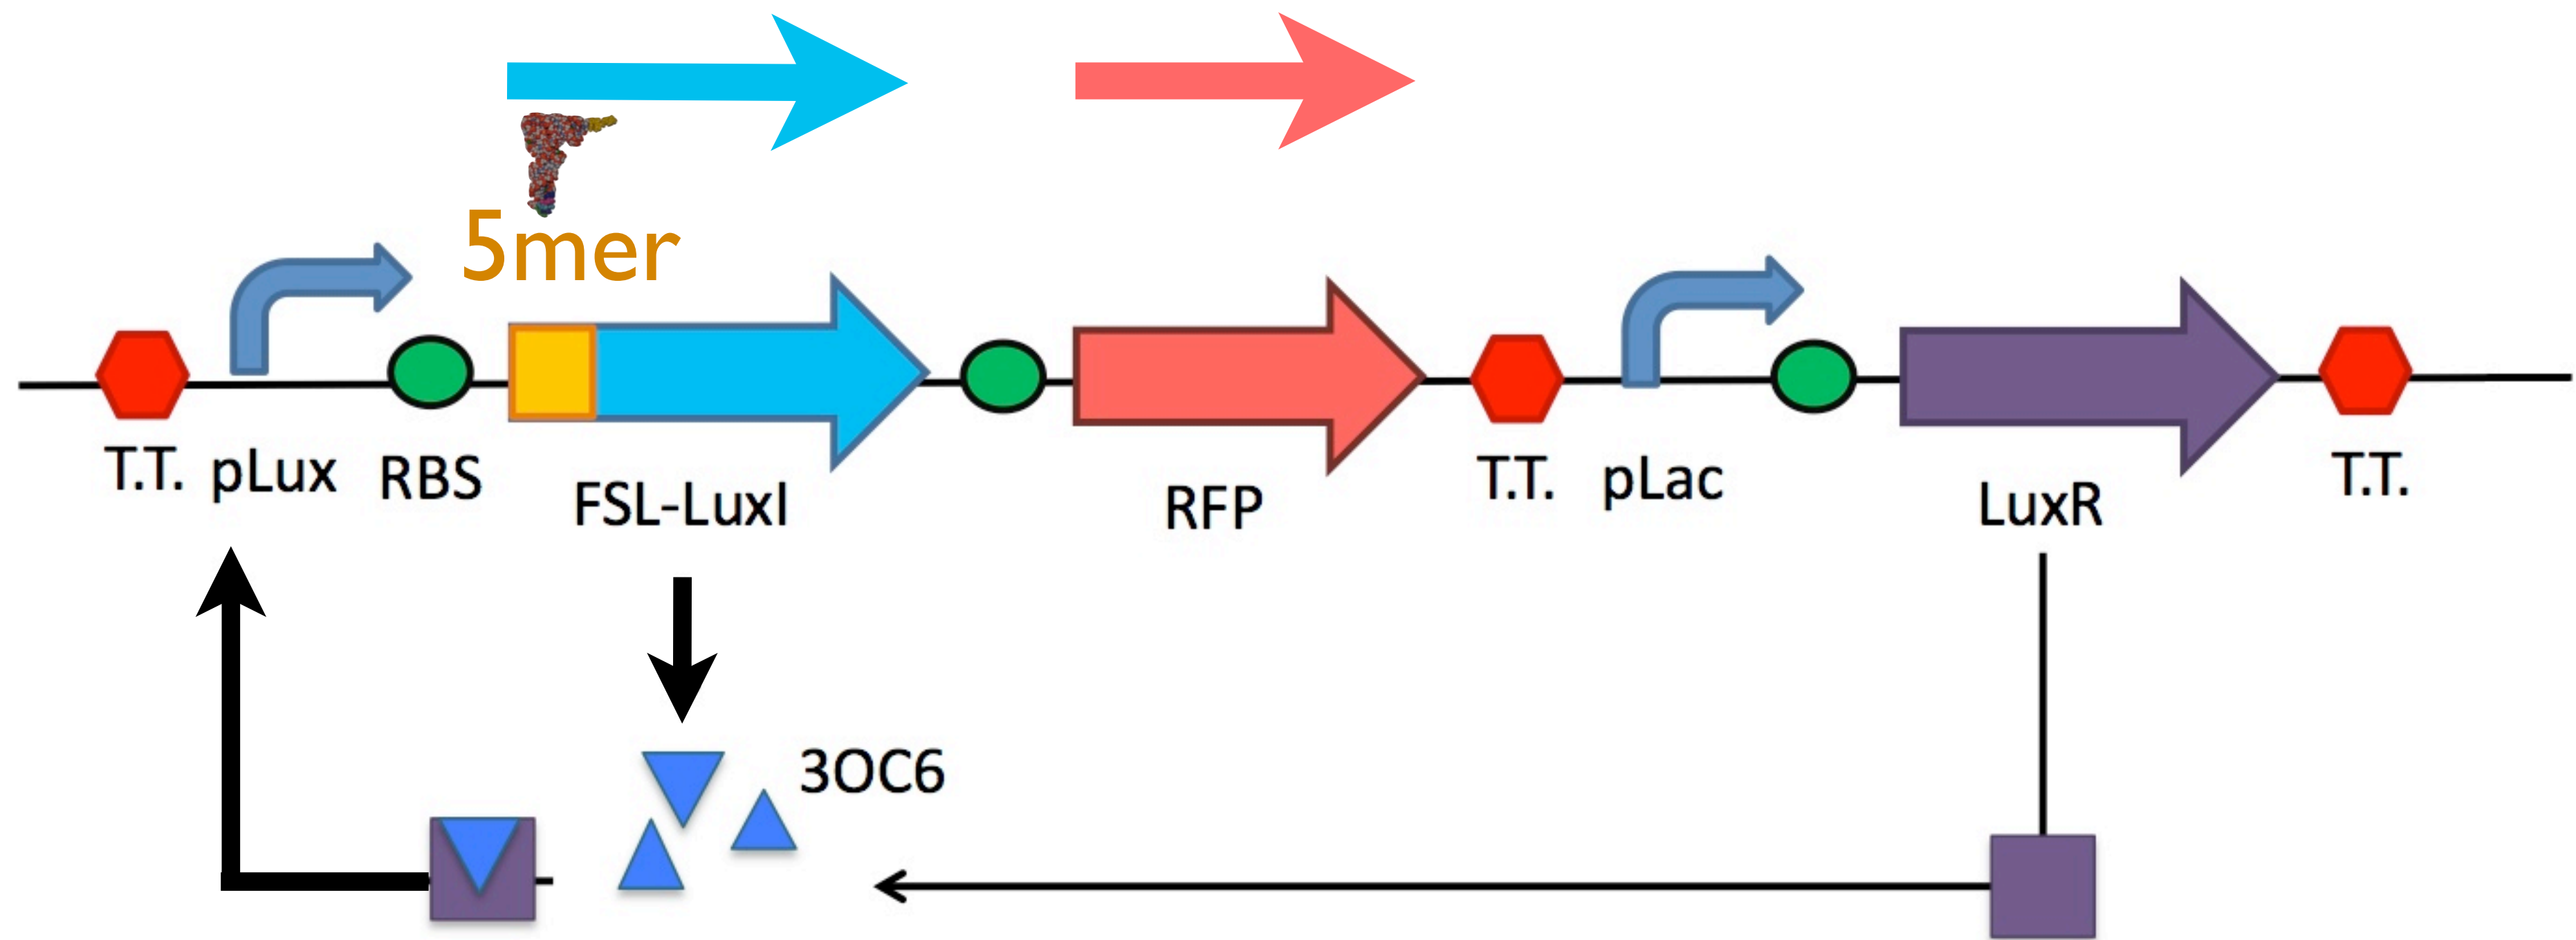 5mer
T.T.
pLux
RBS
FSL-LuxI
RFP
T.T.
pLac
LuxR
T.T.
3OC6